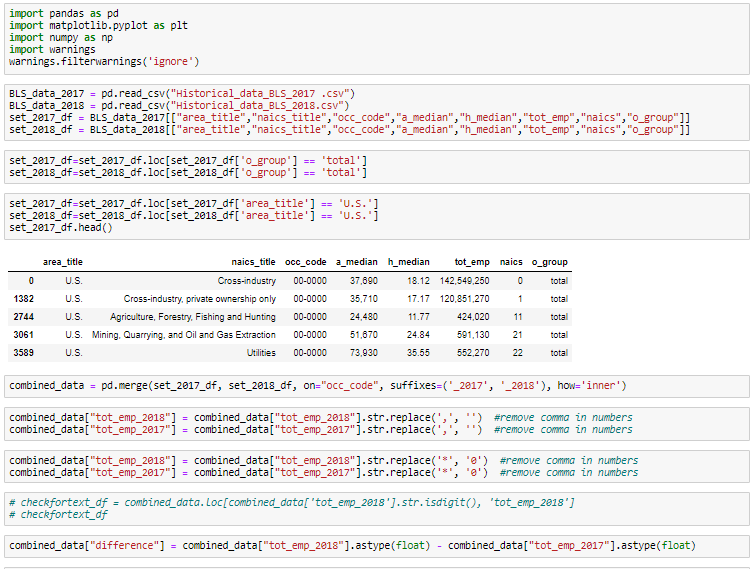 import pandas as pd
import matplotlib.pyplot as plt
import numpy as np
import warnings
warnings.filterwarnings('ignore')
BLS_data_2017 = pd.read_csv("Historical_data_BLS_2017 .csv")
BLS_data_2018 = pd.read_csv("Historical_data_BLS_2018.csv")
set_2017_df = BLS_data_2017[["area_title","naics_title","occ_code","a_median","h_median","tot_emp","naics","o_group"]]
set_2018_df = BLS_data_2018[["area_title","naics_title","occ_code","a_median","h_median","tot_emp","naics","o_group"]]
set_2017_df=set_2017_df.loc[set_2017_df['o_group'] == 'total']
set_2018_df=set_2018_df.loc[set_2018_df['o_group'] == 'total']
set_2017_df=set_2017_df.loc[set_2017_df['area_title'] == 'U.S.']
set_2018_df=set_2018_df.loc[set_2018_df['area_title'] == 'U.S.']
set_2017_df.head()
area_title naics_title occ_code a_median h_median tot_emp naics o_group
0 U.S. Cross-industry 00-0000 37,690 18.12 142,549,250 0 total
1382 U.S. Cross-industry, private ownership only 00-0000 35,710 17.17 120,851,270 1 total
2744 U.S. Agriculture, Forestry, Fishing and Hunting 00-0000 24,480 11.77 424,020 11 total
3061 U.S. Mining, Quarrying, and Oil and Gas Extraction 00-0000 51,670 24.84 591,130 21 total
3589 U.S. Utilities 00-0000 73,930 35.55 552,270 22 total
combined_data = pd.merge(set_2017_df, set_2018_df, on="occ_code", suffixes=('_2017', '_2018'), how='inner')
combined_data["tot_emp_2018"] = combined_data["tot_emp_2018"].str.replace(',', '')  #remove comma in numbers
combined_data["tot_emp_2017"] = combined_data["tot_emp_2017"].str.replace(',', '')  #remove comma in numbers
combined_data["tot_emp_2018"] = combined_data["tot_emp_2018"].str.replace('*', '0')  #remove comma in numbers
combined_data["tot_emp_2017"] = combined_data["tot_emp_2017"].str.replace('*', '0')  #remove comma in numbers
# checkfortext_df = combined_data.loc[combined_data['tot_emp_2018'].str.isdigit(), 'tot_emp_2018']
# checkfortext_df
combined_data["difference"] = combined_data["tot_emp_2018"].astype(float) - combined_data["tot_emp_2017"].astype(float)